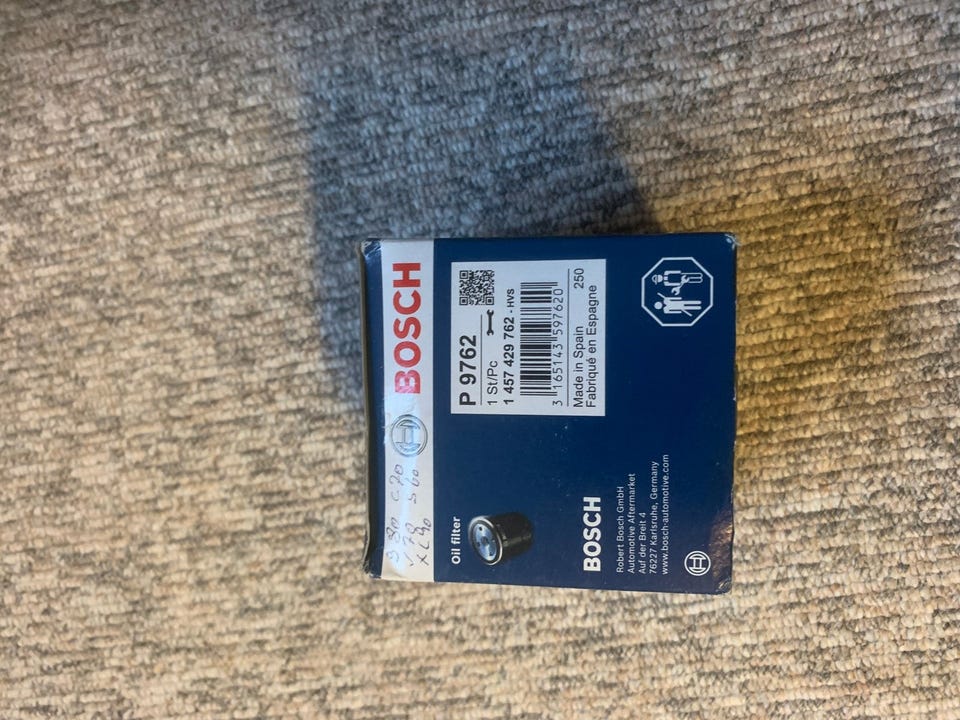 S80 C70
V70 S60
XC90
BOSCH
Oil filter
P 9762
1 St/Pc
1 457 429 762 - HVS
3 165143 597620
Made in Spain 250
Fabriqué en Espagne
BOSCH
Robert Bosch GmbH
Automotive Aftermarket
Auf der Breit 4
76227 Karlsruhe, Germany
www.bosch-automotive.com